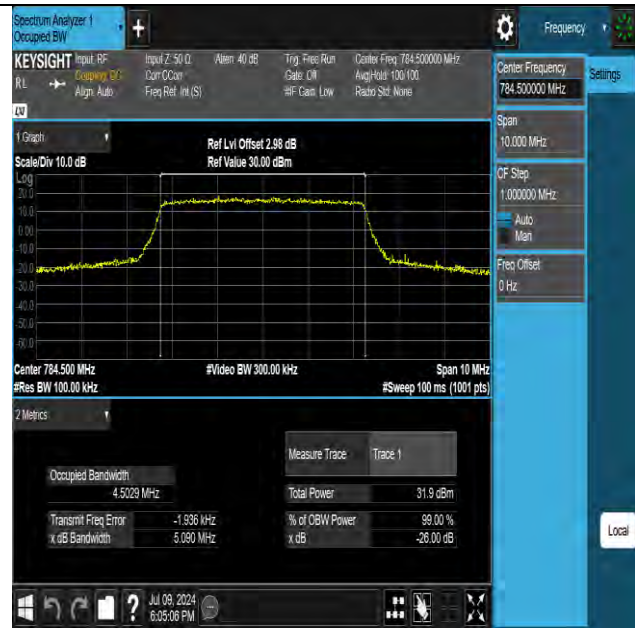 Spectrum Analyzer 1
Occupied BW
+
Frequency
KEYSIGHT
Input: RF
Coupling: DC
Align: Auto
Input Z: 50 Ω
Corr CCorr
Freq Ref: Int (S)
Atten: 40 dB
Trig: Free Run
Gate: Off
#IF Gain: Low
Center Freq: 784.500000 MHz
Avg|Hold: 100/100
Radio Std: None
RL
LXI
Center Frequency
784.500000 MHz
Settings
Span
10.000 MHz
CF Step
1.000000 MHz
Auto
Man
Freq Offset
0 Hz
1 Graph
Scale/Div 10.0 dB
Ref Lvl Offset 2.98 dB
Ref Value 30.00 dBm
Log
20.0
10.0
0.00
-10.0
-20.0
-30.0
-40.0
-50.0
-60.0
Center 784.500 MHz
#Res BW 100.00 kHz
#Video BW 300.00 kHz
Span 10 MHz
#Sweep 100 ms (1001 pts)
2 Metrics
Measure Trace
Trace 1
Occupied Bandwidth
4.5029 MHz
Total Power
31.9 dBm
Transmit Freq Error
-1.936 kHz
% of OBW Power
99.00 %
x dB Bandwidth
5.090 MHz
x dB
-26.00 dB
Local
?
Jul 09, 2024
6:05:06 PM